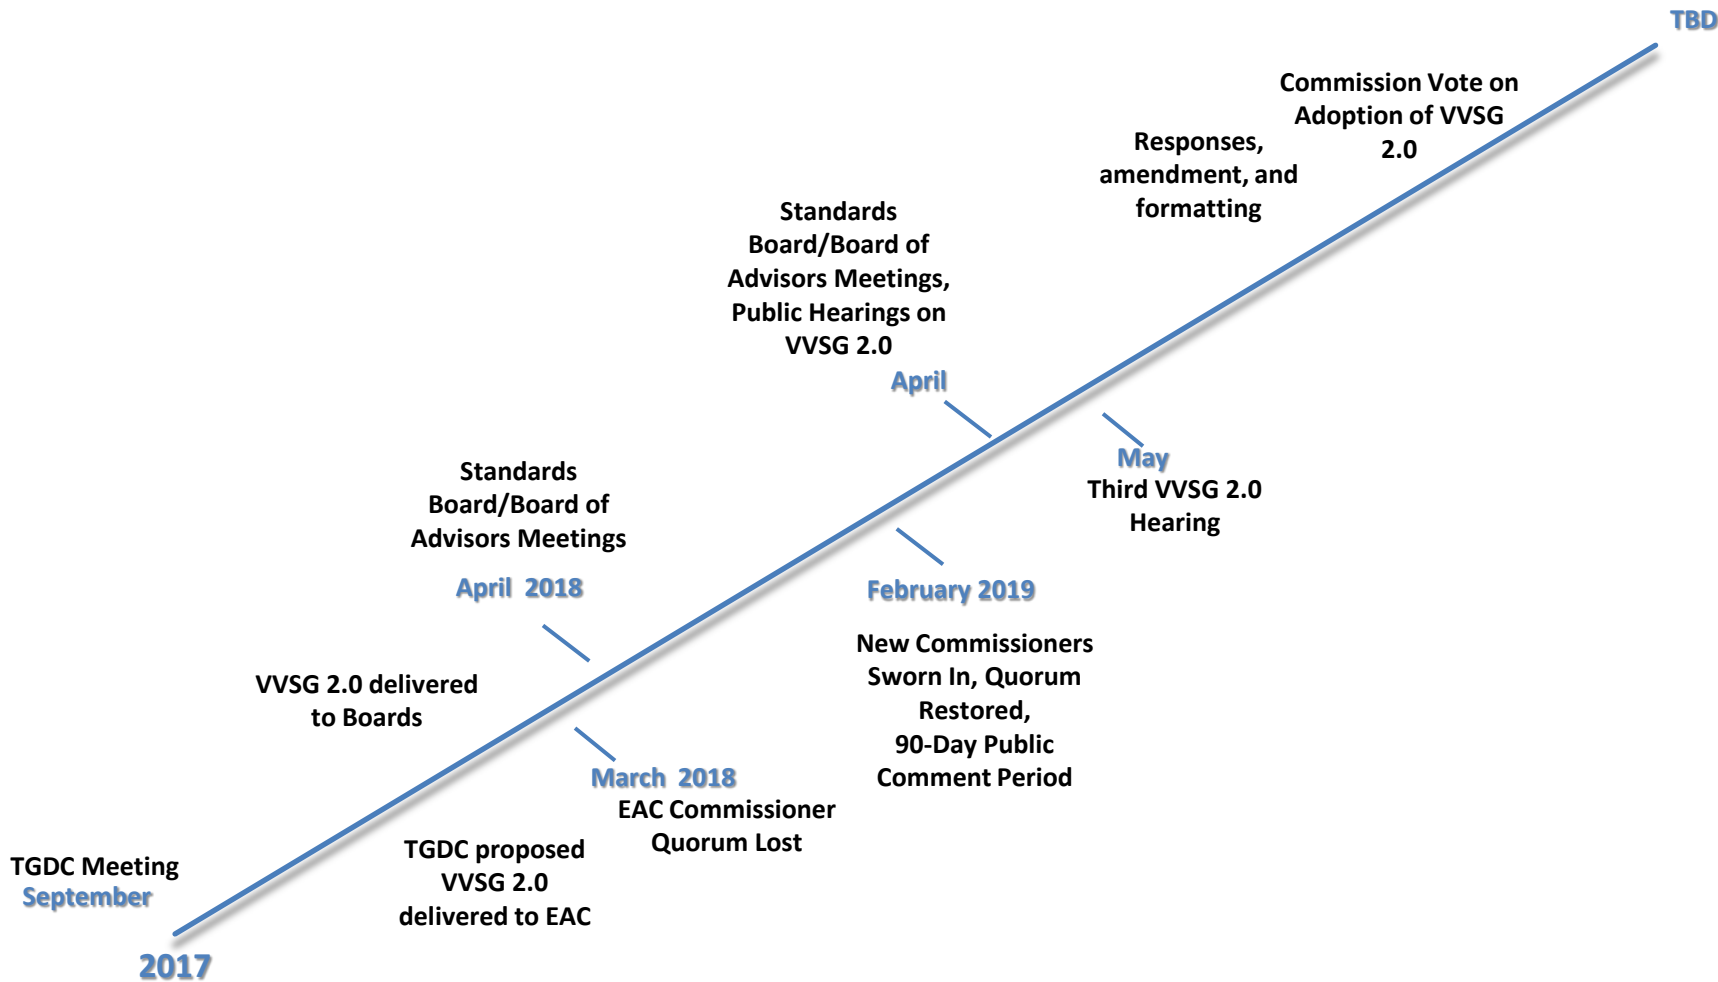 TBD
Commission Vote on
Adoption of VVSG
2.0
Responses,
amendment, and
formatting
Standards
Board/Board of
Advisors Meetings,
Public Hearings on
VVSG 2.0
April
May
Third VVSG 2.0
Hearing
Standards
Board/Board of
Advisors Meetings
April 2018
February 2019
New Commissioners
Sworn In, Quorum
Restored,
90-Day Public
Comment Period
VVSG 2.0 delivered
to Boards
March 2018
EAC Commissioner
Quorum Lost
TGDC proposed
VVSG 2.0
delivered to EAC
TGDC Meeting
September
2017